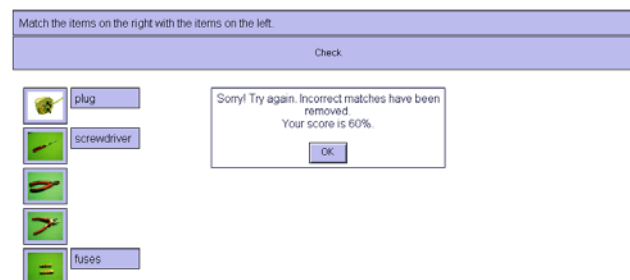 Match the items on the right with the items on the left.
Check
plug
Sorry! Try again. Incorrect matches have been
removed.
Your score is 60%.
screwdriver
OK
fuses